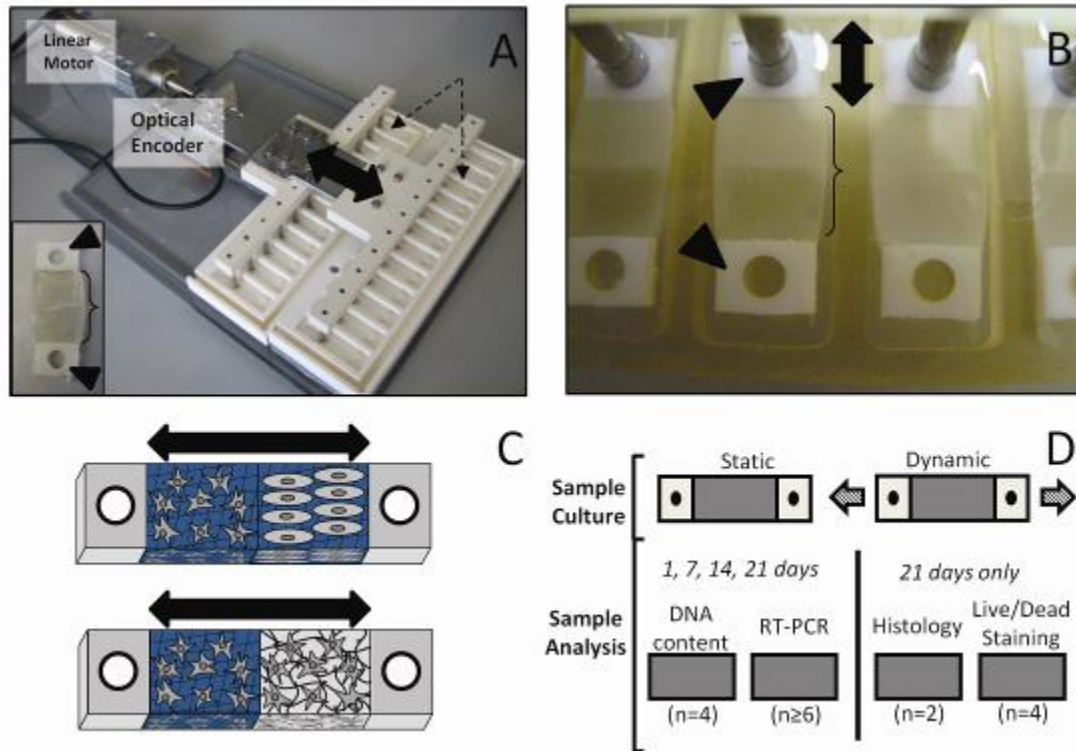 Linear
Motor
A
Optical
Encoder
B
C
D
Static
Dynamic
Sample
Culture
1, 7, 14, 21 days
21 days only
Sample
Analysis
DNA
content
RT-PCR
Histology
Live/Dead
Staining
(n=4)
(n≥6)
(n=2)
(n=4)